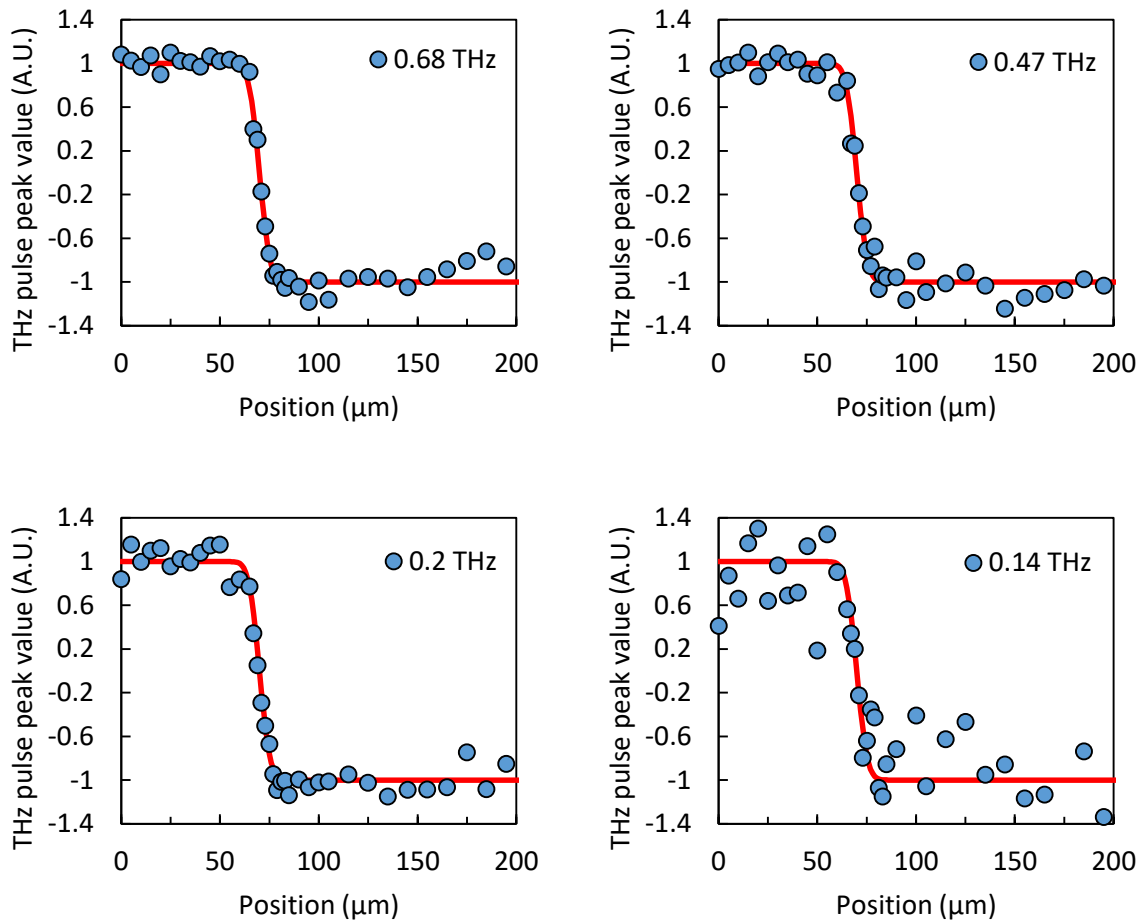 THz pulse peak value (A.U.)
1.4
1
0.6
0.2
-0.2
-0.6
-1
-1.4
0.68 THz
0 50 100 150 200
Position (µm)
THz pulse peak value (A.U.)
1.4
1
0.6
0.2
-0.2
-0.6
-1
-1.4
0.47 THz
0 50 100 150 200
Position (µm)
THz pulse peak value (A.U.)
1.4
1
0.6
0.2
-0.2
-0.6
-1
-1.4
0.2 THz
0 50 100 150 200
Position (µm)
THz pulse peak value (A.U.)
1.4
1
0.6
0.2
-0.2
-0.6
-1
-1.4
0.14 THz
0 50 100 150 200
Position (µm)